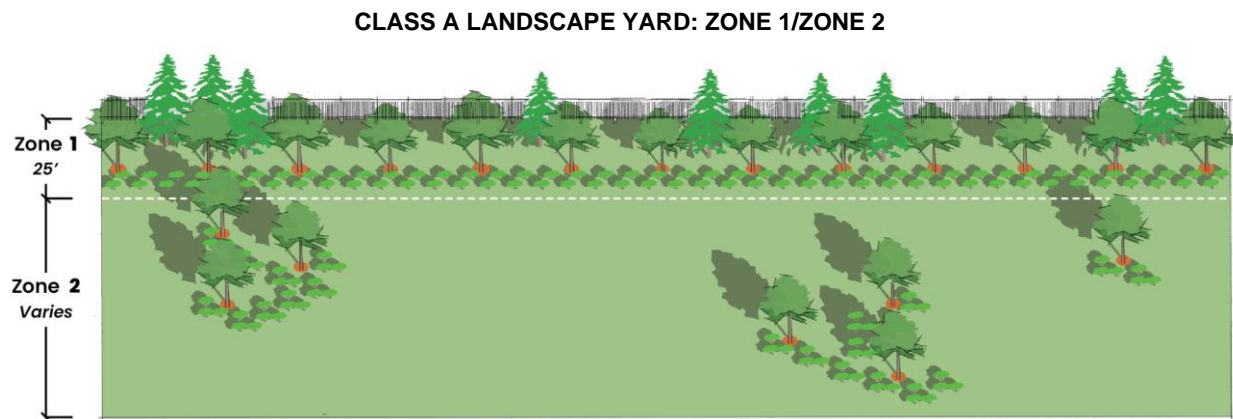 CLASS A LANDSCAPE YARD: ZONE 1/ZONE 2
Zone 1
25'
Zone 2
Varies